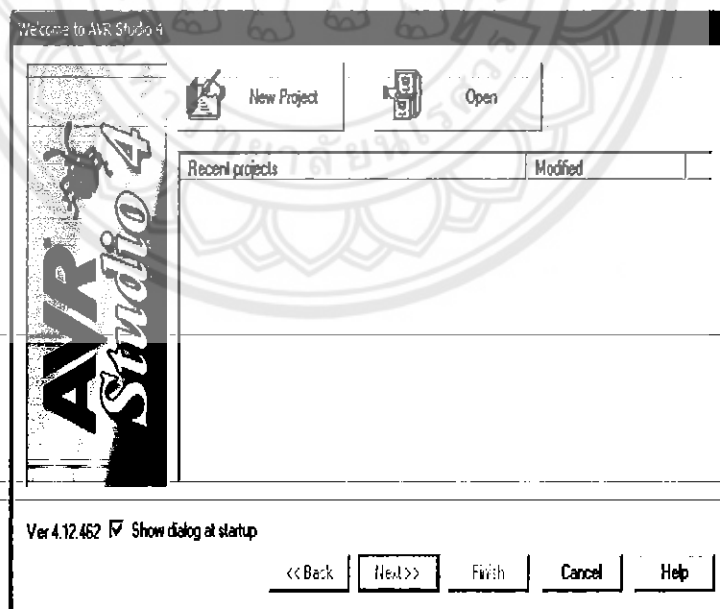 Welcome to AVR Studio 4
New Project
Open
Recent projects
Modified
AVR
Studio 4
Ver 4.12.462 Show dialog at startup
<< Back Next >> Finish Cancel Help